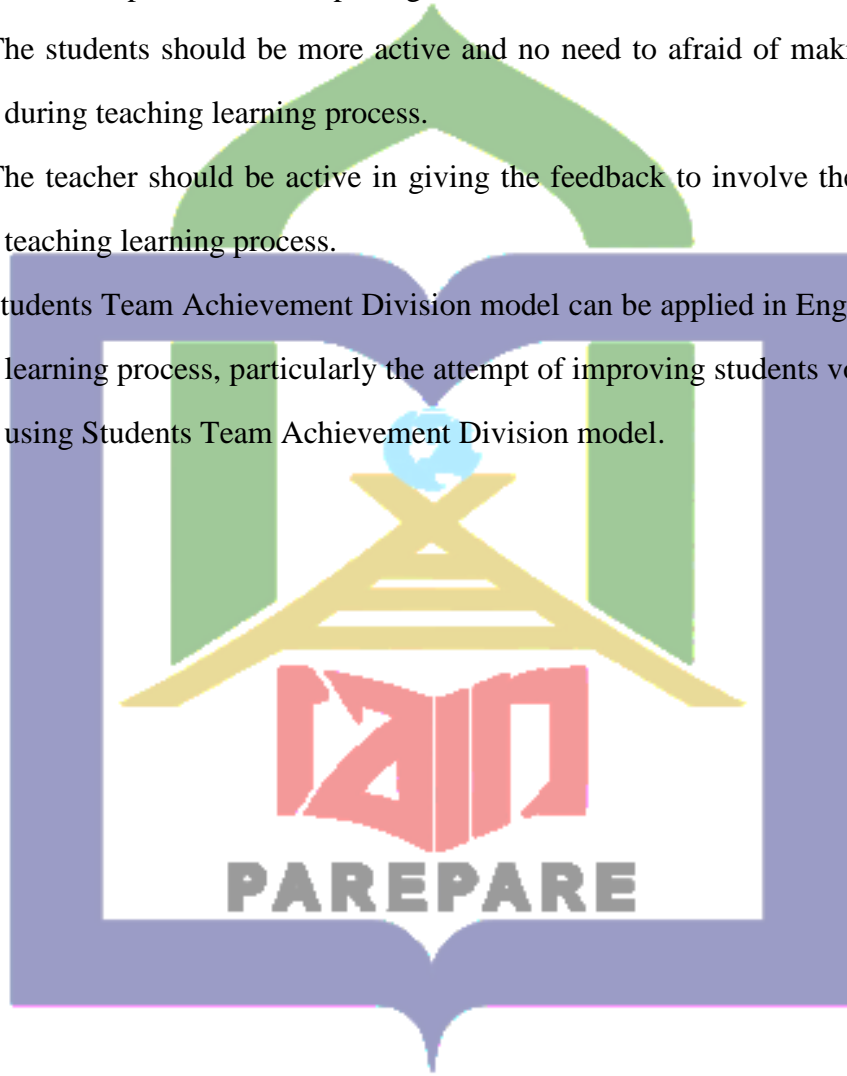 The students should be more active and no need to afraid of maki
during teaching learning process.
The teacher should be active in giving the feedback to involve the
teaching learning process.
tudents Team Achievement Division model can be applied in Eng
learning process, particularly the attempt of improving students vo
using Students Team Achievement Division model.
iain
PAREPARE